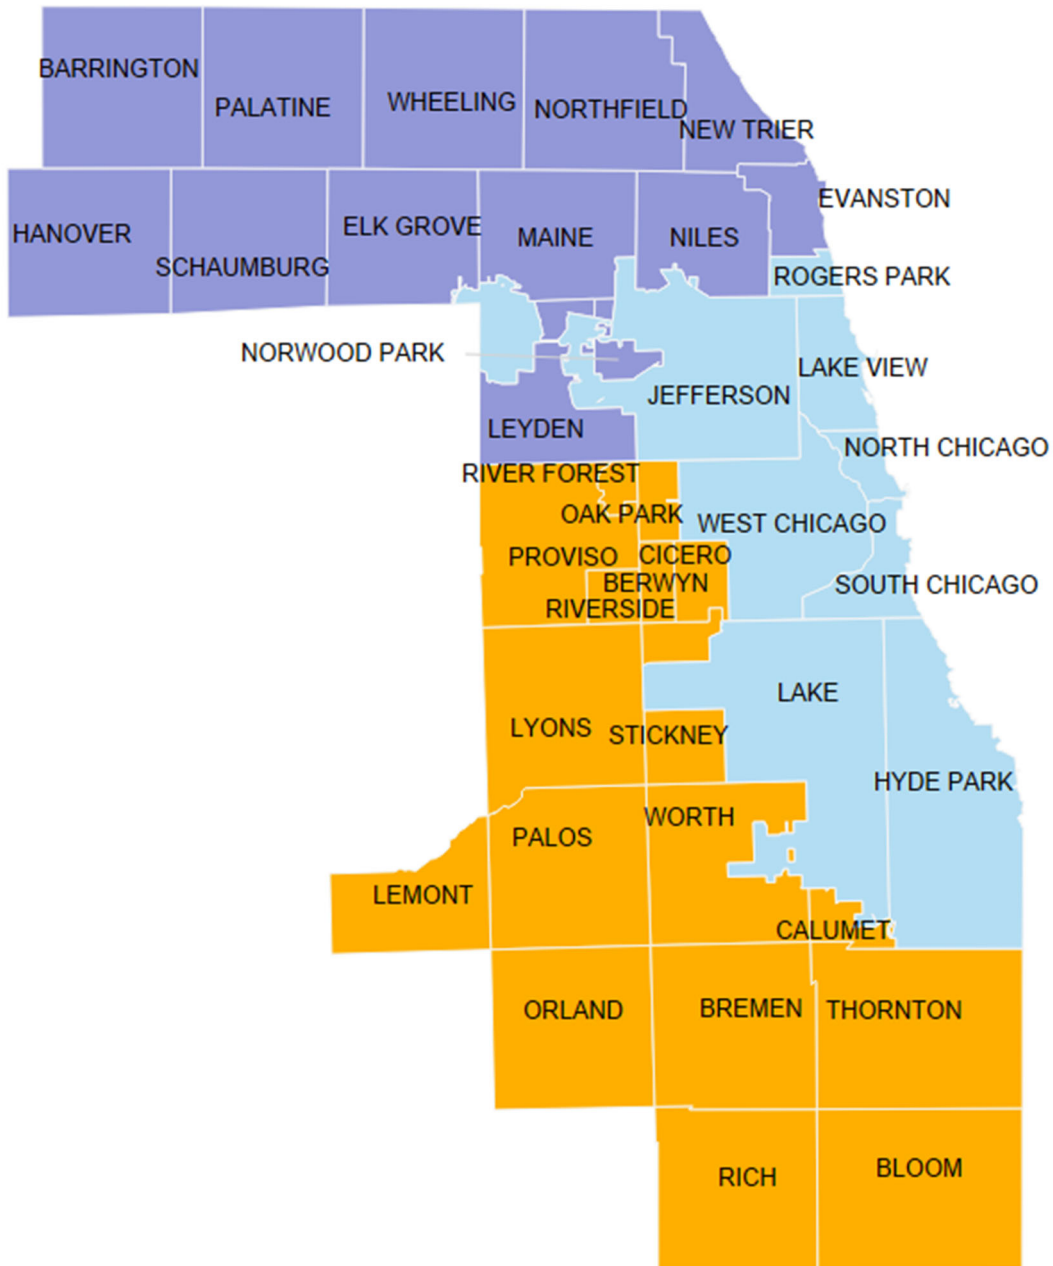 BARRINGTON
PALATINE
WHEELING
NORTHFIELD
NEW TRIER
EVANSTON
HANOVER
SCHAUMBURG
ELK GROVE
MAINE
NILES
ROGERS PARK
NORWOOD PARK
LAKE VIEW
JEFFERSON
LEYDEN
NORTH CHICAGO
RIVER FOREST
OAK PARK
WEST CHICAGO
PROVISO
CICERO
BERWYN
SOUTH CHICAGO
RIVERSIDE
LAKE
LYONS
STICKNEY
HYDE PARK
WORTH
PALOS
LEMONT
CALUMET
ORLAND
BREMEN
THORNTON
RICH
BLOOM